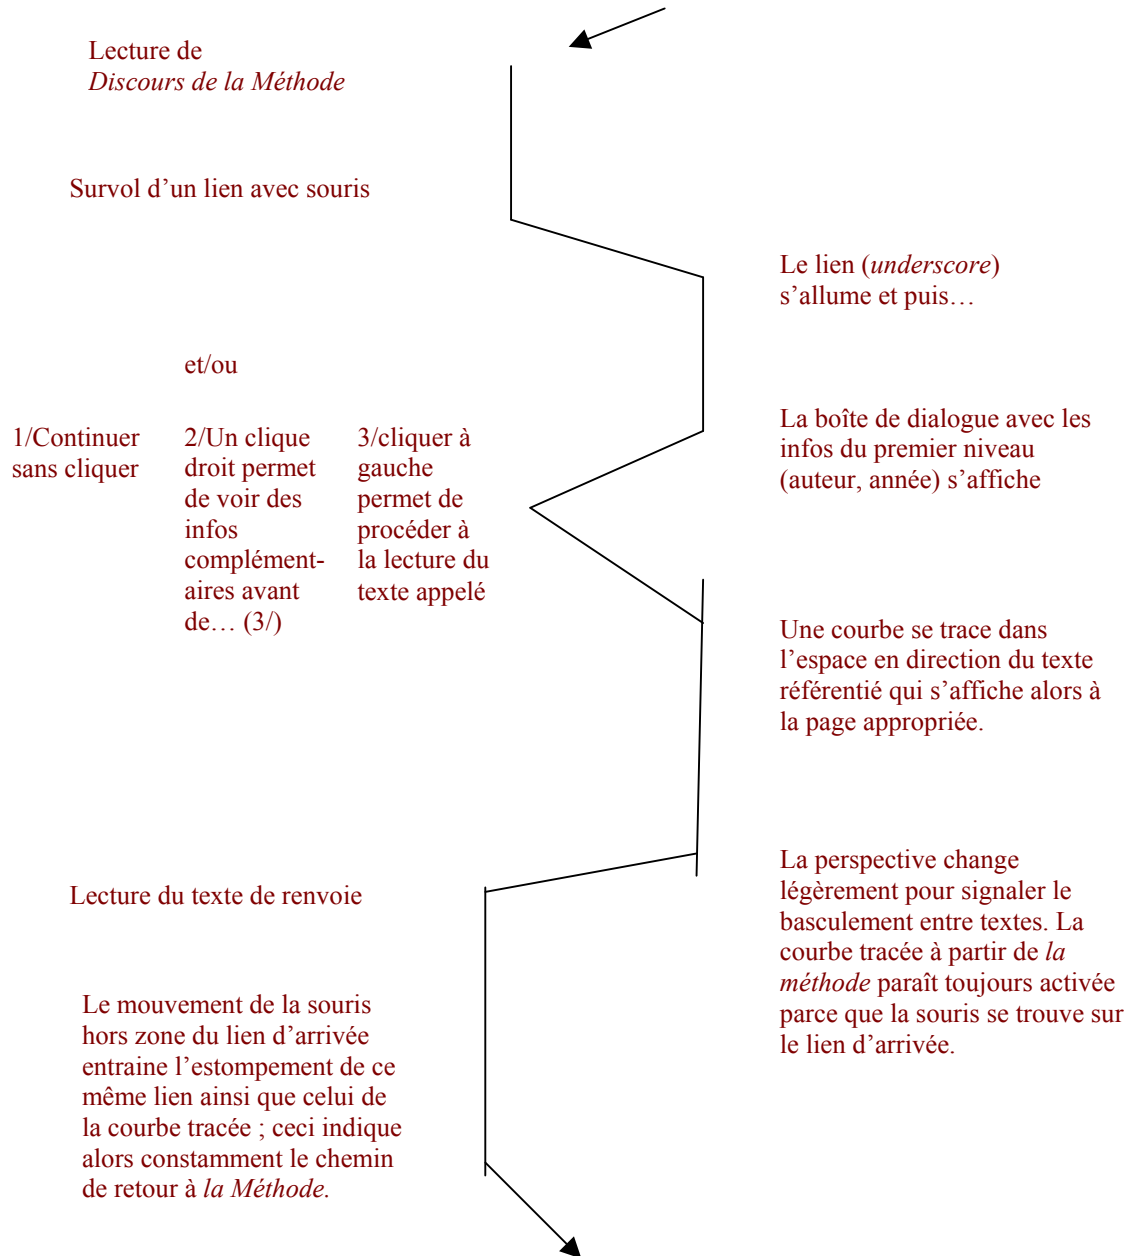 Lecture de
Discours de la Méthode
Survol d’un lien avec souris
Le lien (underscore)
s’allume et puis…
et/ou
1/Continuer
sans cliquer
2/Un clique
droit permet
de voir des
infos
complément-
aires avant
de… (3/)
3/cliquer à
gauche
permet de
procéder à
la lecture du
texte appelé
La boîte de dialogue avec les
infos du premier niveau
(auteur, année) s’affiche
Une courbe se trace dans
l’espace en direction du texte
référentié qui s’affiche alors à
la page appropriée.
La perspective change
légèrement pour signaler le
basculement entre textes. La
courbe tracée à partir de la
méthode paraît toujours activée
parce que la souris se trouve sur
le lien d’arrivée.
Lecture du texte de renvoie
Le mouvement de la souris
hors zone du lien d’arrivée
entraine l’estompement de ce
même lien ainsi que celui de
la courbe tracée ; ceci indique
alors constamment le chemin
de retour à la Méthode.